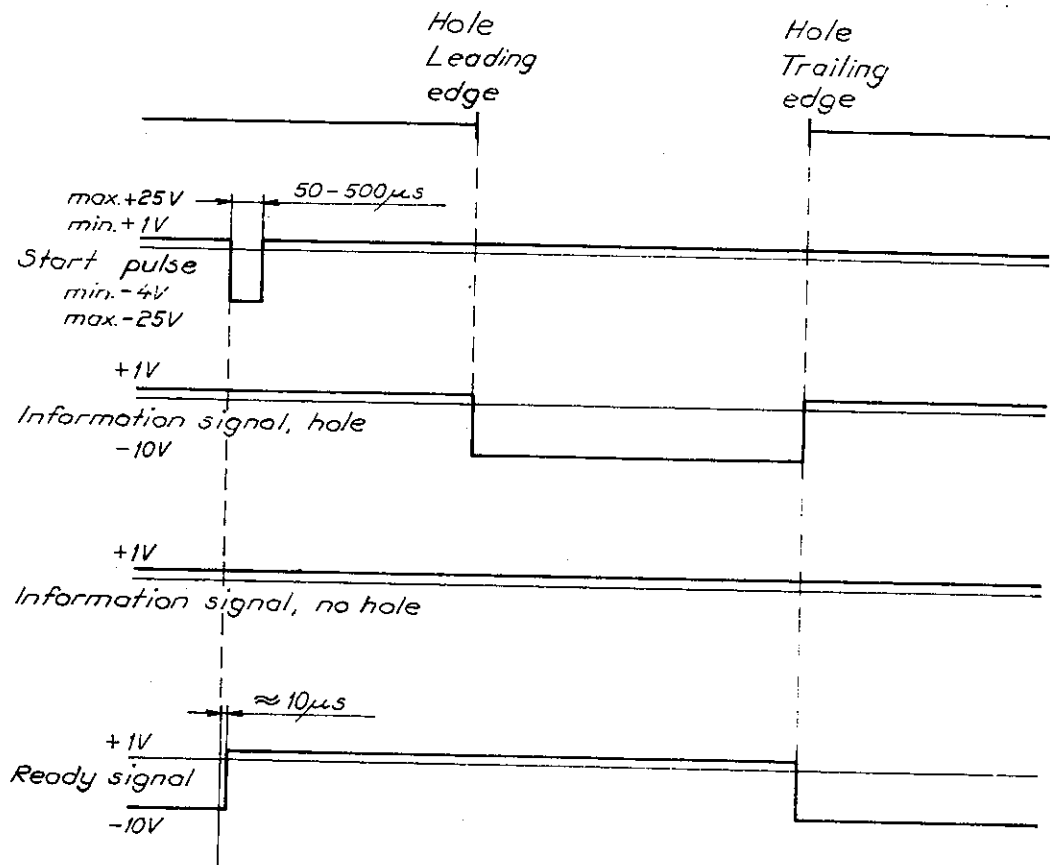 Hole
Leading
edge
Hole
Trailing
edge
max.+25V
50-500µs
min.+1V
Start pulse
min.-4V
max.-25V
+1V
Information signal, hole
-10V
+1V
Information signal, no hole
≈10µs
+1V
Ready signal
-10V